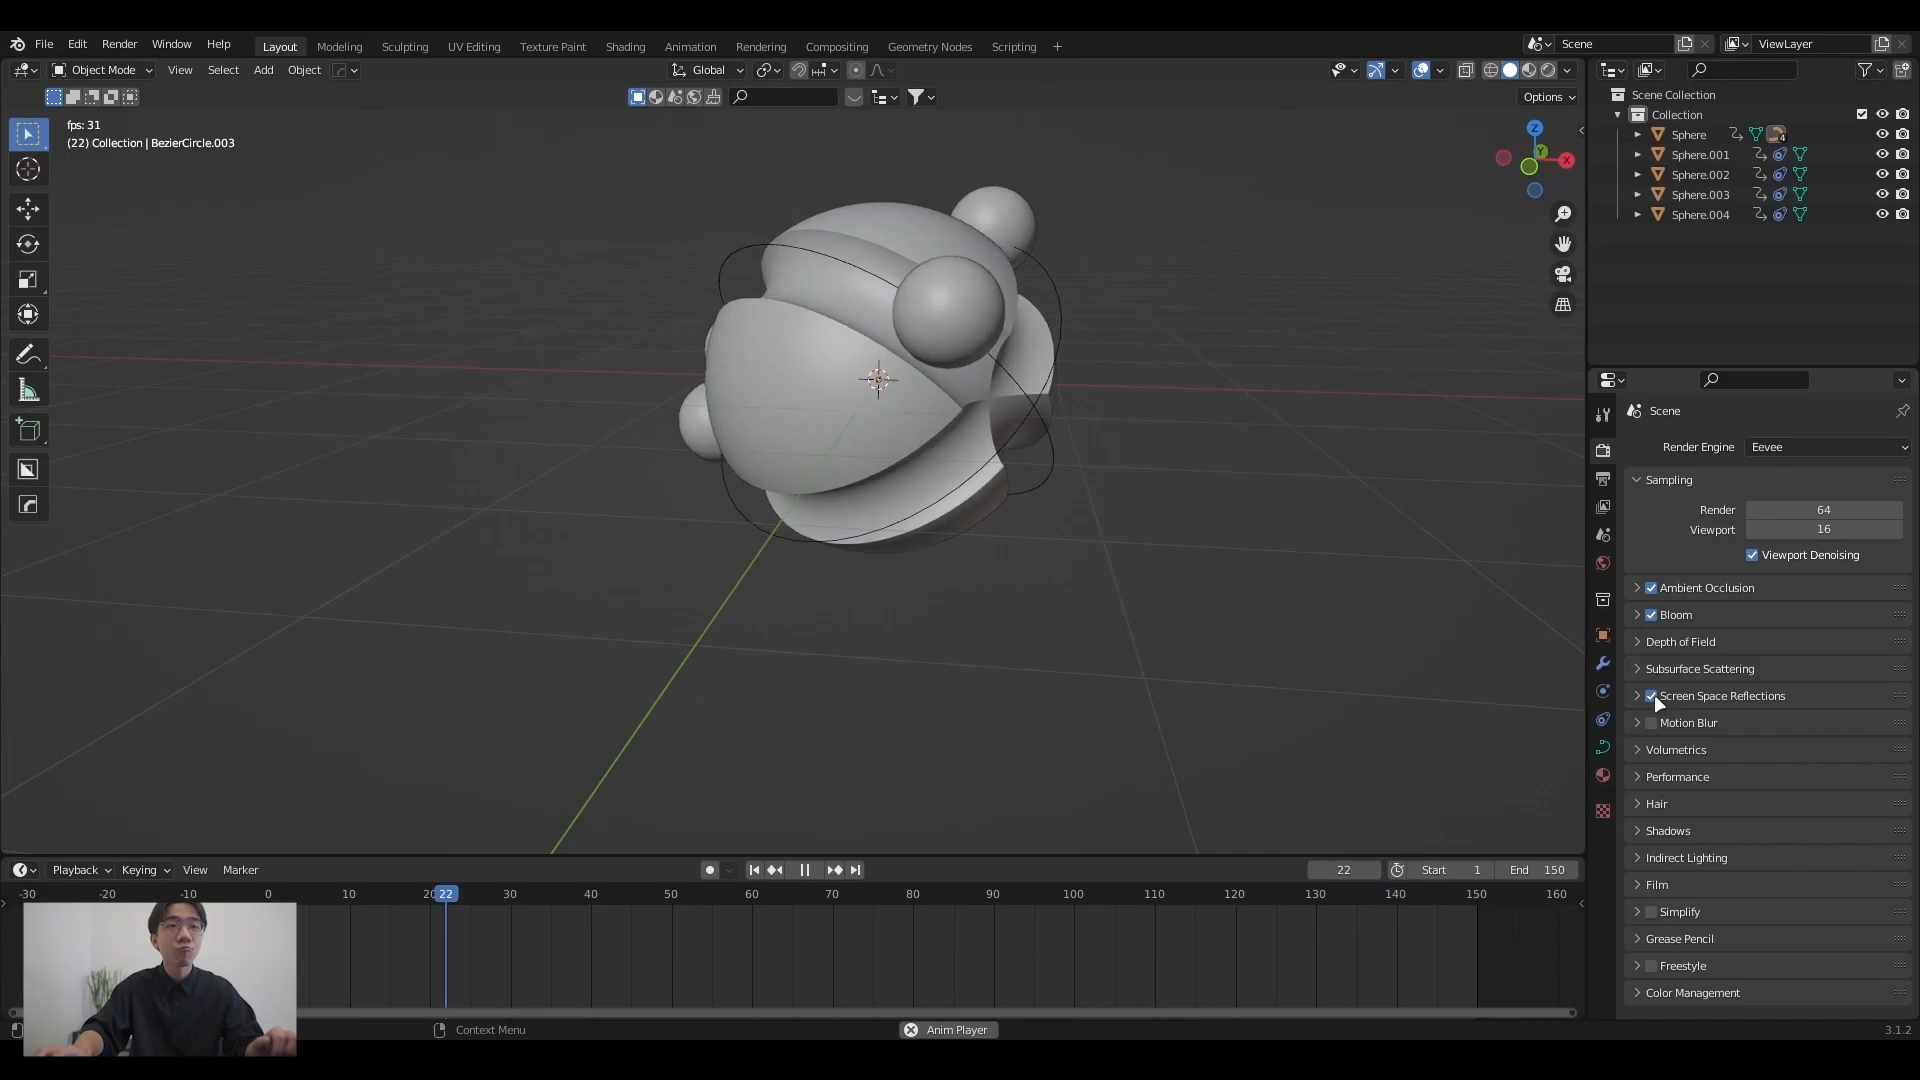 File Edit Render Window Help Layout Modeling Sculpting UV Editing Texture Paint Shading Animation Rendering Compositing Geometry Nodes Scripting + Scene ViewLayer
Object Mode View Select Add Object Global
Options
fps: 31
(22) Collection | BezierCircle.003
Z
Y
X
Scene Collection
Collection
Sphere 4
Sphere.001
Sphere.002
Sphere.003
Sphere.004
Scene
Render Engine Eevee
Sampling
Render 64
Viewport 16
Viewport Denoising
Ambient Occlusion
Bloom
Depth of Field
Subsurface Scattering
Screen Space Reflections
Motion Blur
Volumetrics
Performance
Hair
Shadows
Indirect Lighting
Film
Simplify
Grease Pencil
Freestyle
Color Management
Playback Keying View Marker 22 Start 1 End 150
-30 -20 -10 0 10 20 22 30 40 50 60 70 80 90 100 110 120 130 140 150 160
Context Menu Anim Player 3.1.2